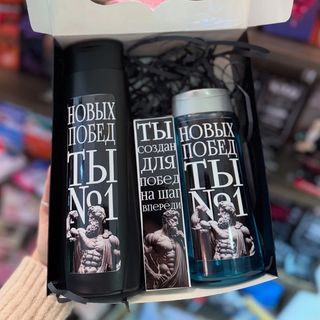 НОВЫХ
ПОБЕД
ТЫ
№1
ТЫ
СОЗДАН
ДЛЯ
ПОБЕД
НА ШАГ
ВПЕРЕДИ
НОВЫХ
ПОБЕД
ТЫ
№1